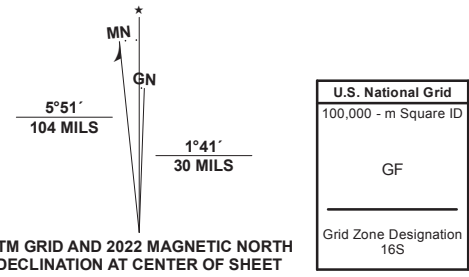 MN
GN
5°51´
104 MILS
1°41´
30 MILS
TM GRID AND 2022 MAGNETIC NORTH
DECLINATION AT CENTER OF SHEET
U.S. National Grid
100,000 - m Square ID
GF
Grid Zone Designation
16S